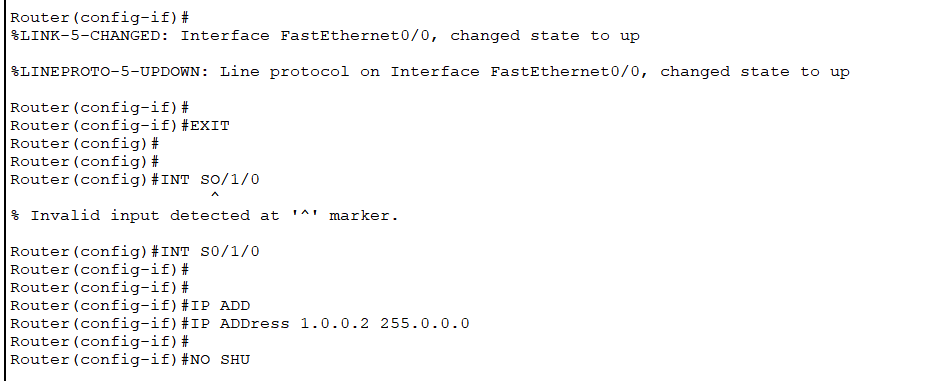 Router(config-if)#
%LINK-5-CHANGED: Interface FastEthernet0/0, changed state to up
%LINEPROTO-5-UPDOWN: Line protocol on Interface FastEthernet0/0, changed state to up
Router(config-if)#
Router(config-if)#EXIT
Router(config)#
Router(config)#
Router(config)#INT SO/1/0
^
% Invalid input detected at '^' marker.
Router(config)#INT S0/1/0
Router(config-if)#
Router(config-if)#
Router(config-if)#IP ADD
Router(config-if)#IP ADDress 1.0.0.2 255.0.0.0
Router(config-if)#
Router(config-if)#NO SHU